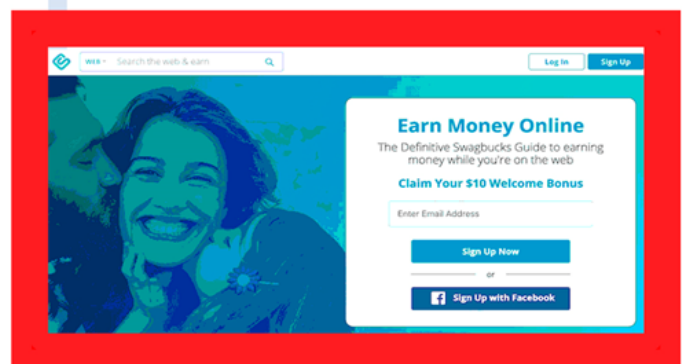 WEB
Search the web & earn
Log In
Sign Up
Earn Money Online
The Definitive Swagbucks Guide to earning
money while you're on the web
Claim Your $10 Welcome Bonus
Enter Email Address
Sign Up Now
or
Sign Up with Facebook